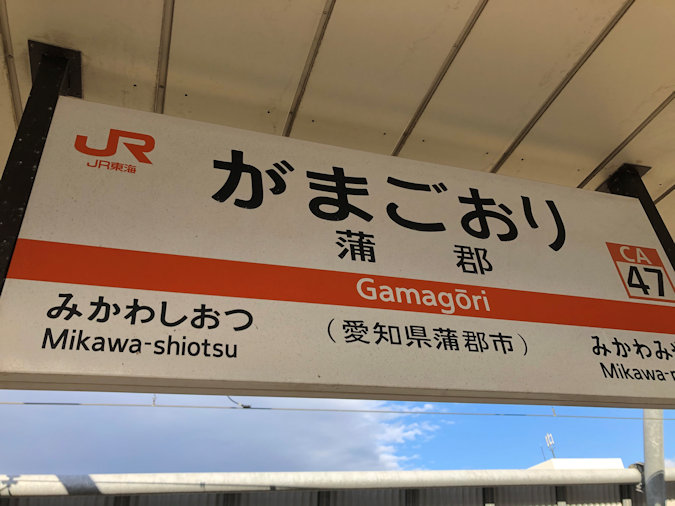 JR
JR東海
がまごおり
蒲郡
CA
47
Gamagōri
みかわしおつ
Mikawa-shiotsu
(愛知県蒲郡市)
みかわみ
Mikawa-